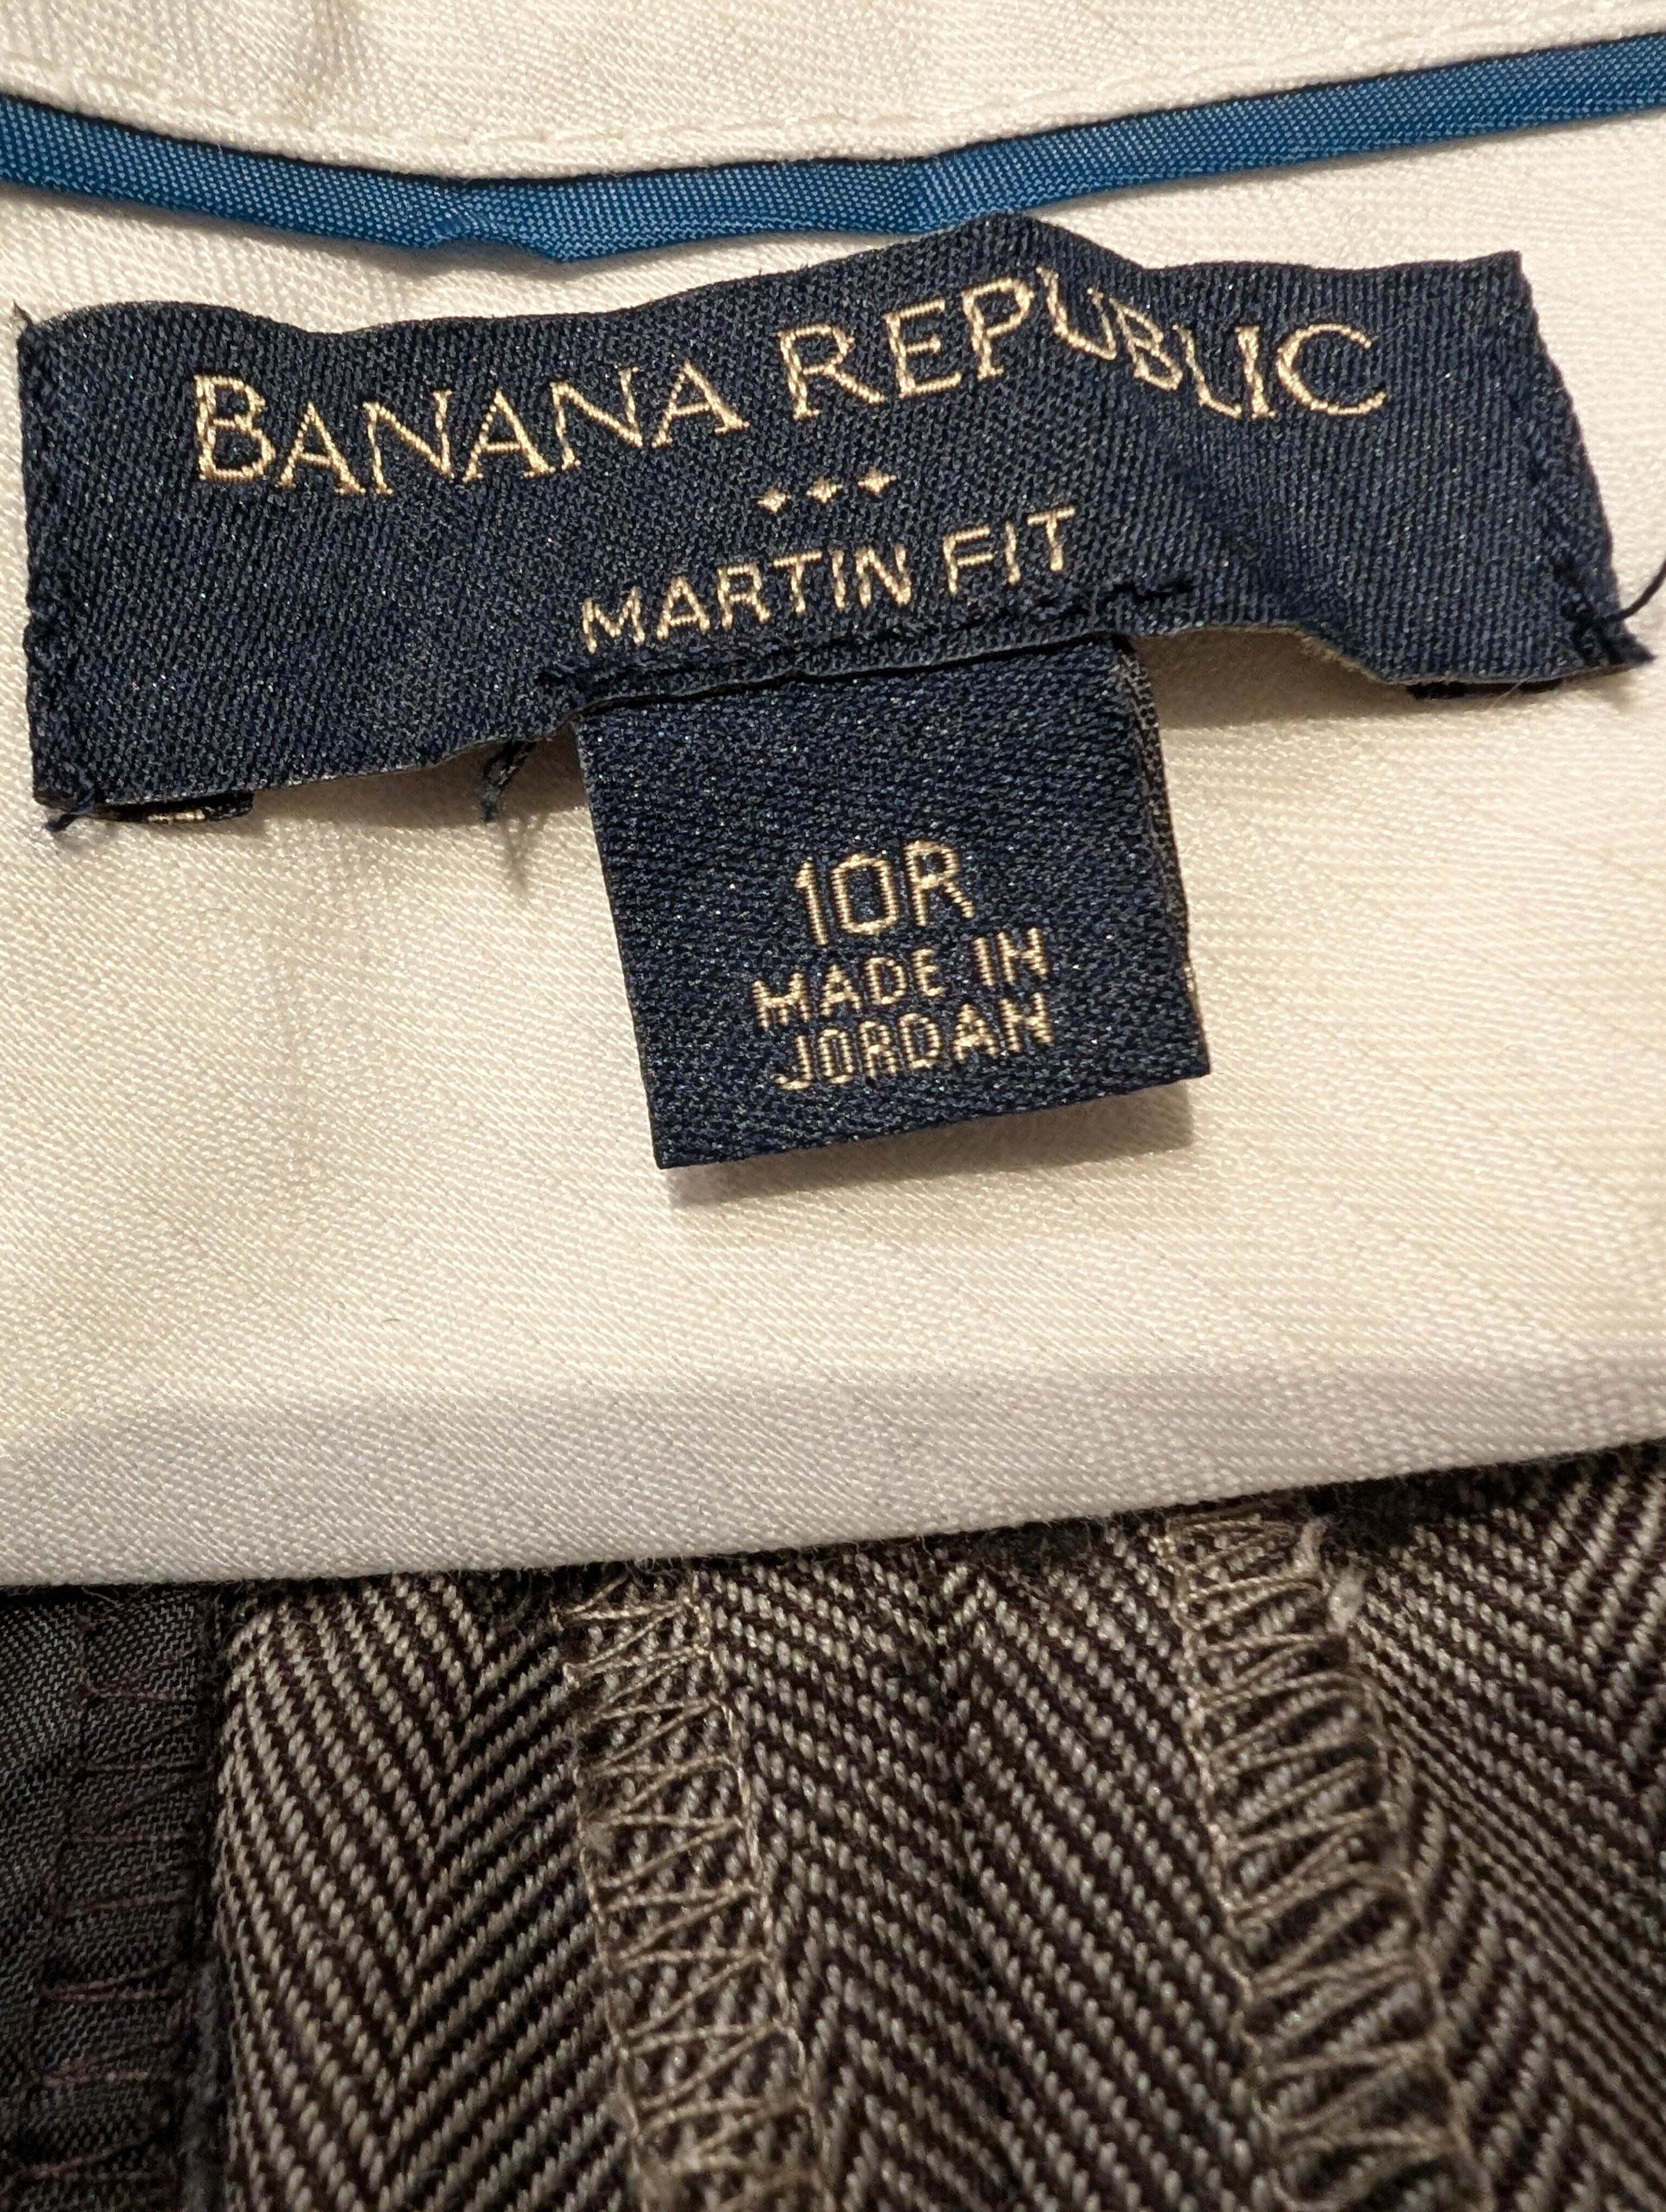 BANANA REPUBLIC
MARTIN FIT
10R
MADE IN
JORDAN